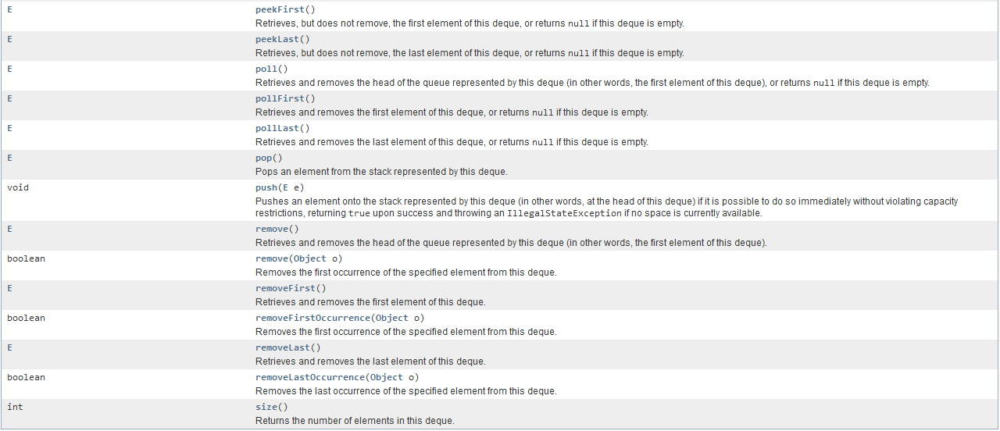 E peekFirst()
Retrieves, but does not remove, the first element of this deque, or returns null if this deque is empty.
E peekLast()
Retrieves, but does not remove, the last element of this deque, or returns null if this deque is empty.
E poll()
Retrieves and removes the head of the queue represented by this deque (in other words, the first element of this deque), or returns null if this deque is empty.
E pollFirst()
Retrieves and removes the first element of this deque, or returns null if this deque is empty.
E pollLast()
Retrieves and removes the last element of this deque, or returns null if this deque is empty.
E pop()
Pops an element from the stack represented by this deque.
void push(E e)
Pushes an element onto the stack represented by this deque (in other words, at the head of this deque) if it is possible to do so immediately without violating capacity
restrictions, returning true upon success and throwing an IllegalStateException if no space is currently available.
E remove()
Retrieves and removes the head of the queue represented by this deque (in other words, the first element of this deque).
boolean remove(Object o)
Removes the first occurrence of the specified element from this deque.
E removeFirst()
Retrieves and removes the first element of this deque.
boolean removeFirstOccurrence(Object o)
Removes the first occurrence of the specified element from this deque.
E removeLast()
Retrieves and removes the last element of this deque.
boolean removeLastOccurrence(Object o)
Removes the last occurrence of the specified element from this deque.
int size()
Returns the number of elements in this deque.